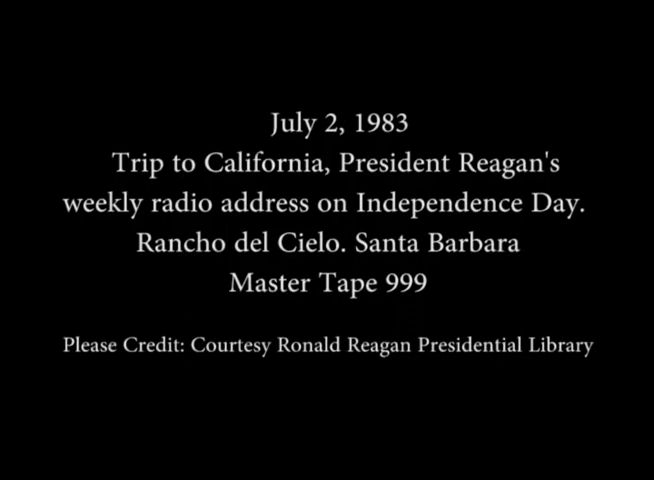 July 2, 1983
Trip to California, President Reagan's
weekly radio address on Independence Day.
Rancho del Cielo. Santa Barbara
Master Tape 999
Please Credit: Courtesy Ronald Reagan Presidential Library